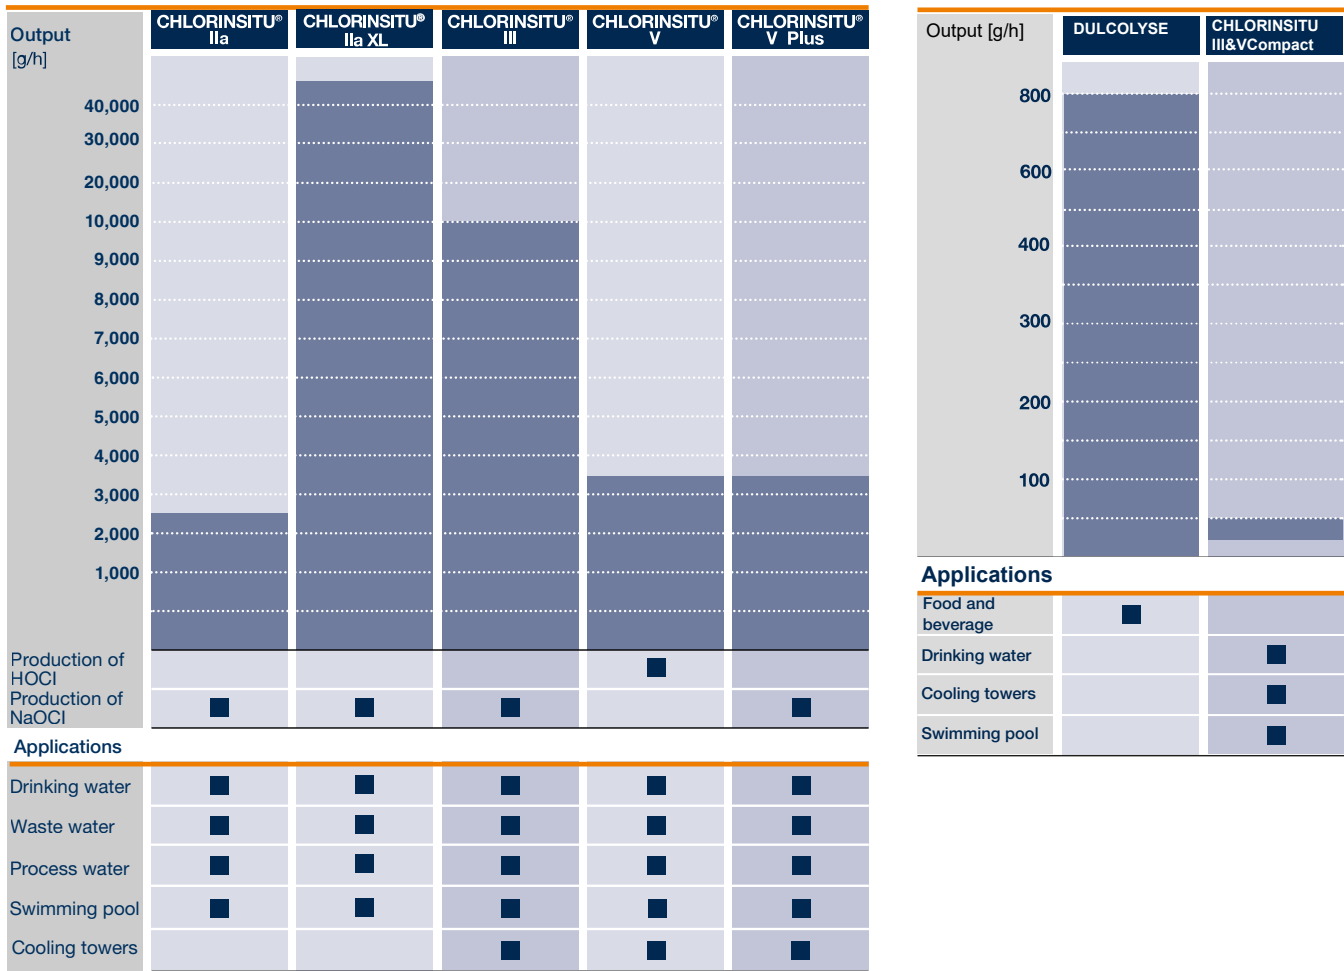 Output
[g/h]
CHLORINSITU®
IIa
CHLORINSITU®
IIa XL
CHLORINSITU®
III
CHLORINSITU®
V
CHLORINSITU®
V Plus
40,000
30,000
20,000
10,000
9,000
8,000
7,000
6,000
5,000
4,000
3,000
2,000
1,000
Production of
HOCI
Production of
NaOCI
Applications
Drinking water
Waste water
Process water
Swimming pool
Cooling towers
Output [g/h]
DULCOLYSE
CHLORINSITU
III&VCompact
800
600
400
300
200
100
Applications
Food and
beverage
Drinking water
Cooling towers
Swimming pool